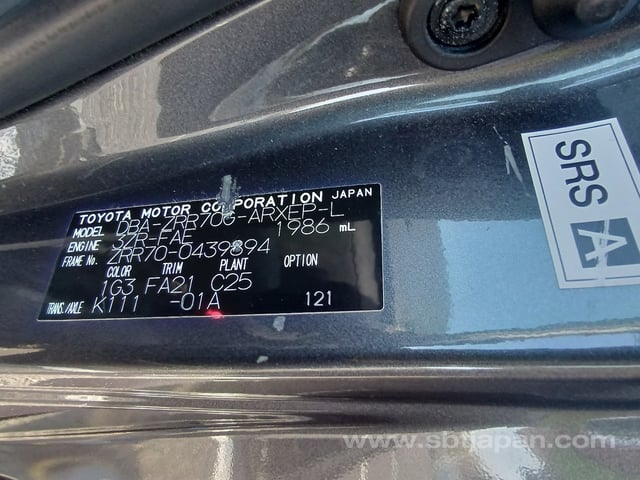 TOYOTA MOTOR CORPORATION JAPAN
MODEL DBA-ZRR70G-ARXEP-L
ENGINE 3ZR-FAE 1986 mL
FRAME No. ZRR70-0439894
COLOR TRIM PLANT OPTION
1G3 FA21 C25
TRANS./AXLE K111 -01A 121
SRS A
www.sbtjapan.com